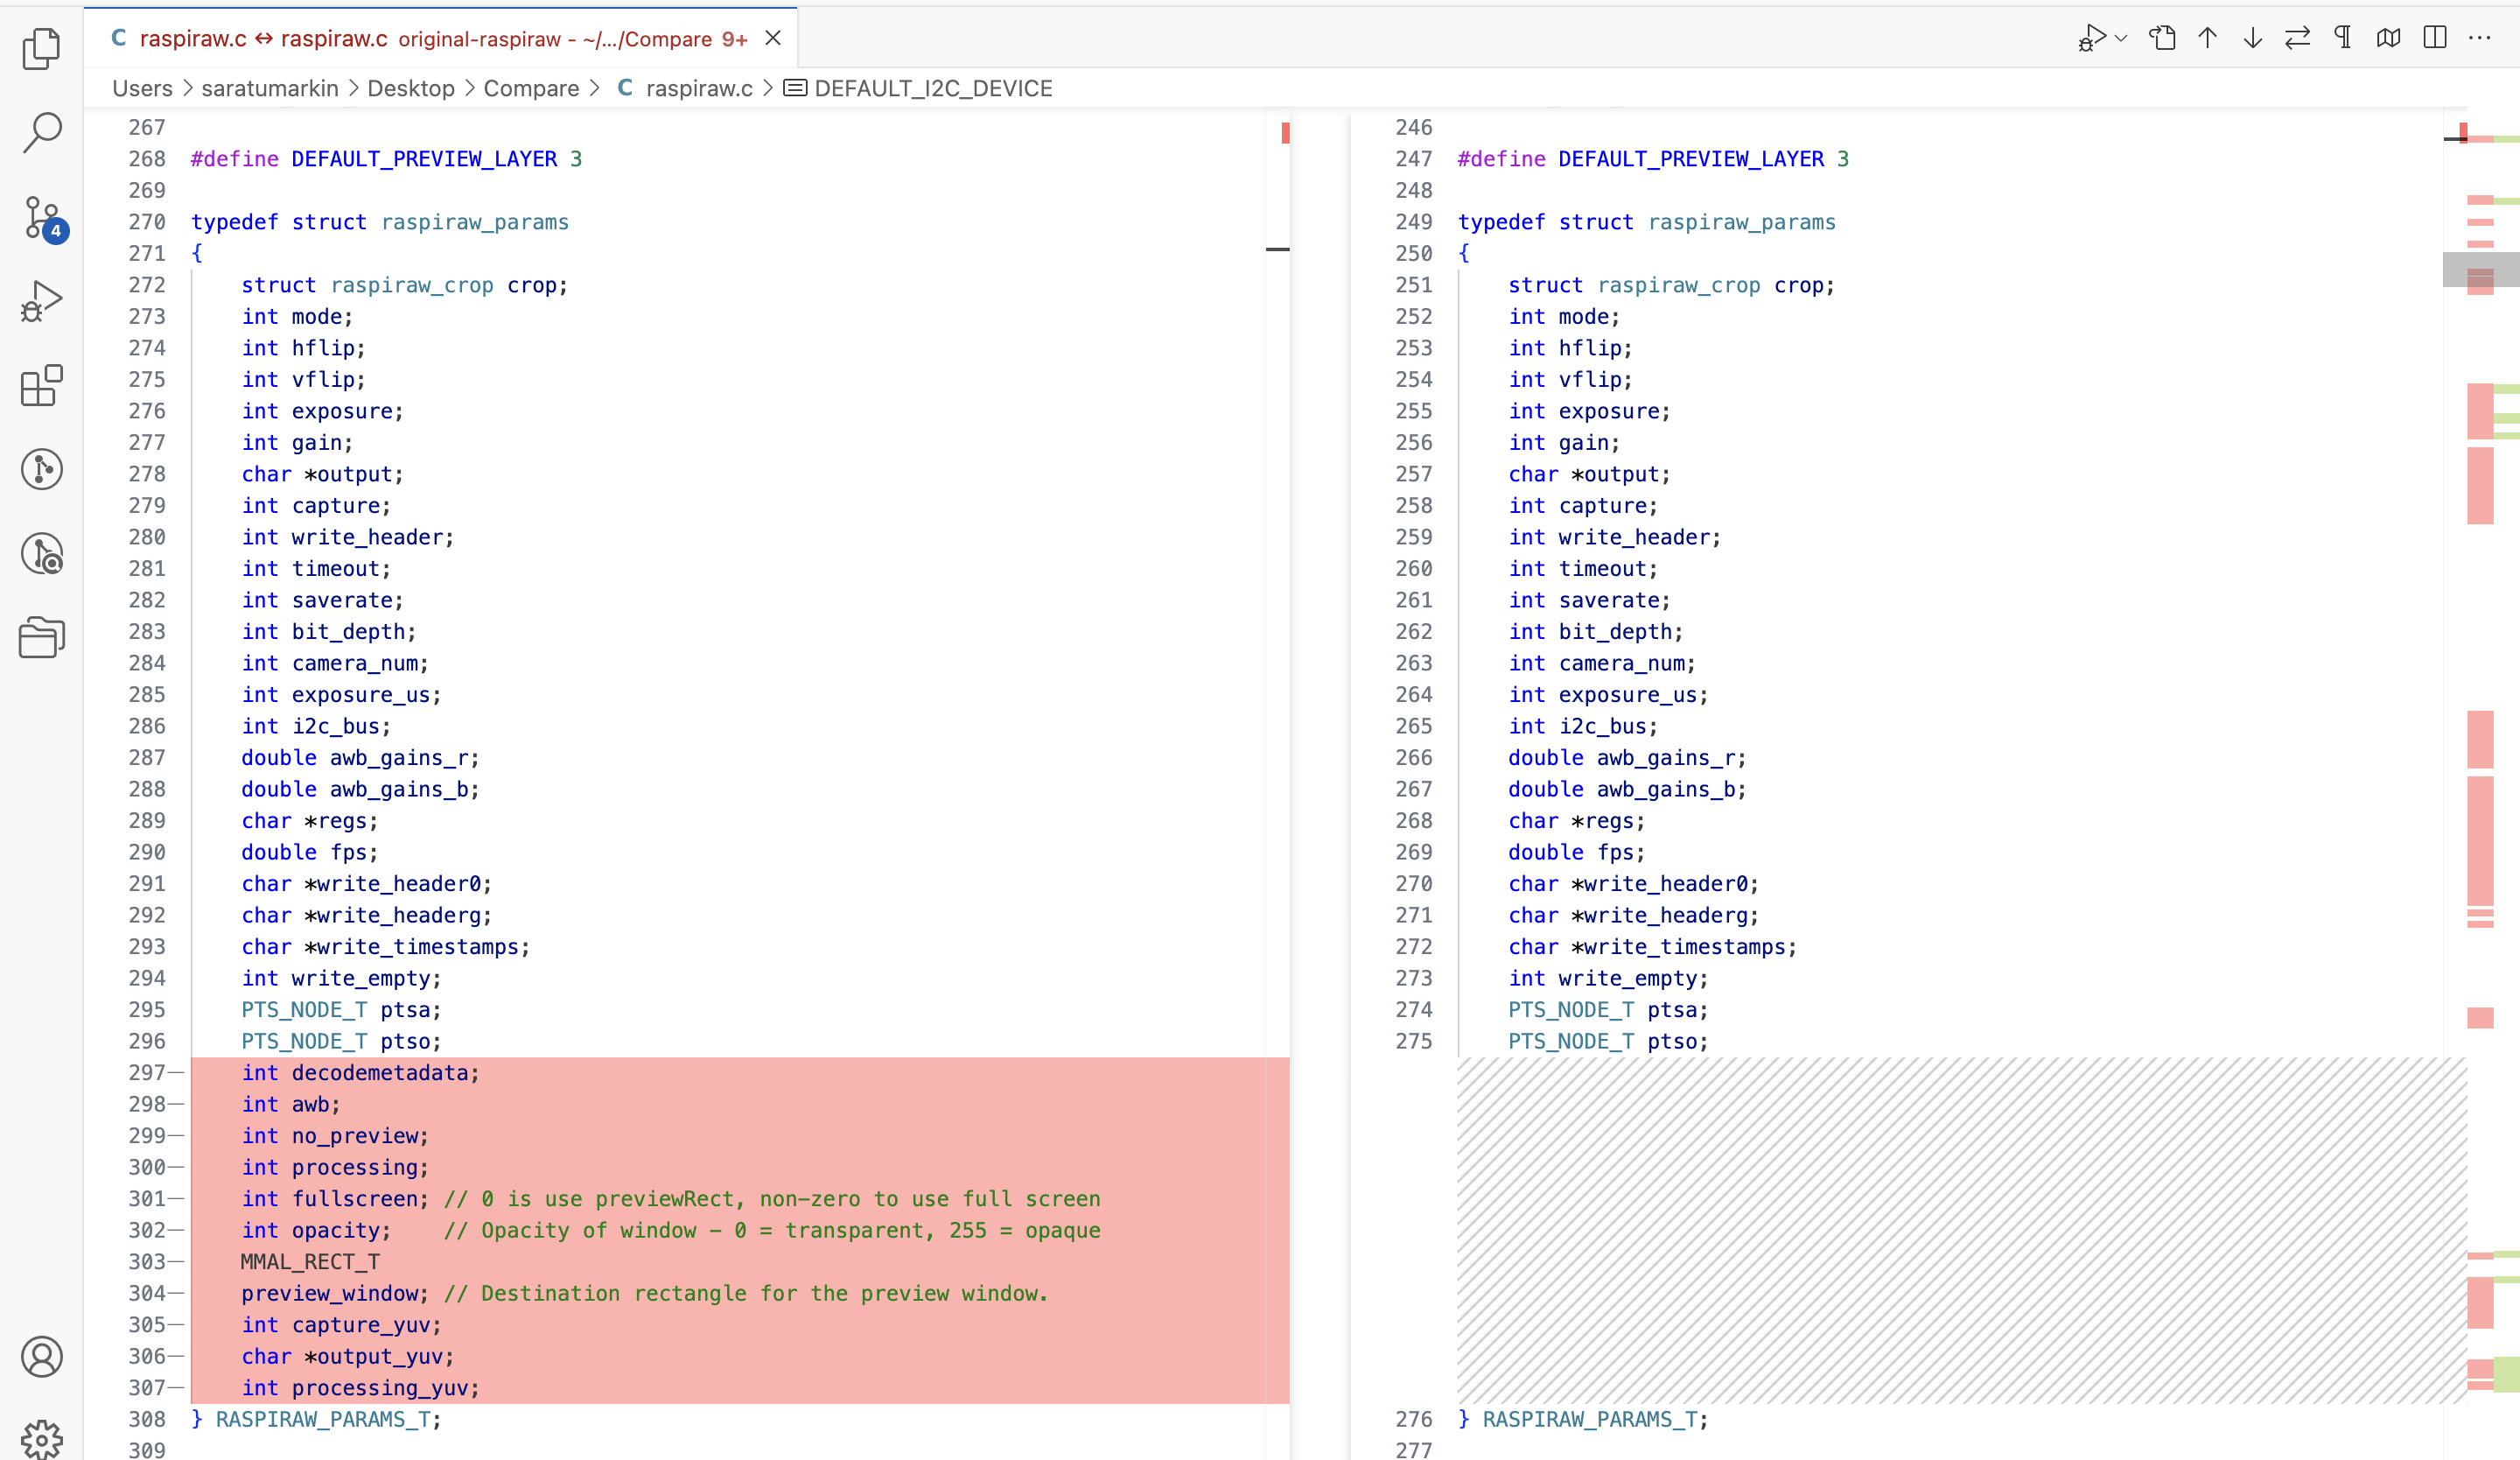 C raspiraw.c ↔ raspiraw.c original-raspiraw - ~/.../Compare 9+
Users > saratumarkin > Desktop > Compare > C raspiraw.c > DEFAULT_I2C_DEVICE
4
267
268 #define DEFAULT_PREVIEW_LAYER 3
269
270 typedef struct raspiraw_params
271 {
272 struct raspiraw_crop crop;
273 int mode;
274 int hflip;
275 int vflip;
276 int exposure;
277 int gain;
278 char *output;
279 int capture;
280 int write_header;
281 int timeout;
282 int saverate;
283 int bit_depth;
284 int camera_num;
285 int exposure_us;
286 int i2c_bus;
287 double awb_gains_r;
288 double awb_gains_b;
289 char *regs;
290 double fps;
291 char *write_header0;
292 char *write_headerg;
293 char *write_timestamps;
294 int write_empty;
295 PTS_NODE_T ptsa;
296 PTS_NODE_T ptso;
297— int decodemetadata;
298— int awb;
299— int no_preview;
300— int processing;
301— int fullscreen; // 0 is use previewRect, non-zero to use full screen
302— int opacity; // Opacity of window - 0 = transparent, 255 = opaque
303— MMAL_RECT_T
304— preview_window; // Destination rectangle for the preview window.
305— int capture_yuv;
306— char *output_yuv;
307— int processing_yuv;
308 } RASPIRAW_PARAMS_T;
309
246
247 #define DEFAULT_PREVIEW_LAYER 3
248
249 typedef struct raspiraw_params
250 {
251 struct raspiraw_crop crop;
252 int mode;
253 int hflip;
254 int vflip;
255 int exposure;
256 int gain;
257 char *output;
258 int capture;
259 int write_header;
260 int timeout;
261 int saverate;
262 int bit_depth;
263 int camera_num;
264 int exposure_us;
265 int i2c_bus;
266 double awb_gains_r;
267 double awb_gains_b;
268 char *regs;
269 double fps;
270 char *write_header0;
271 char *write_headerg;
272 char *write_timestamps;
273 int write_empty;
274 PTS_NODE_T ptsa;
275 PTS_NODE_T ptso;
276 } RASPIRAW_PARAMS_T;
277